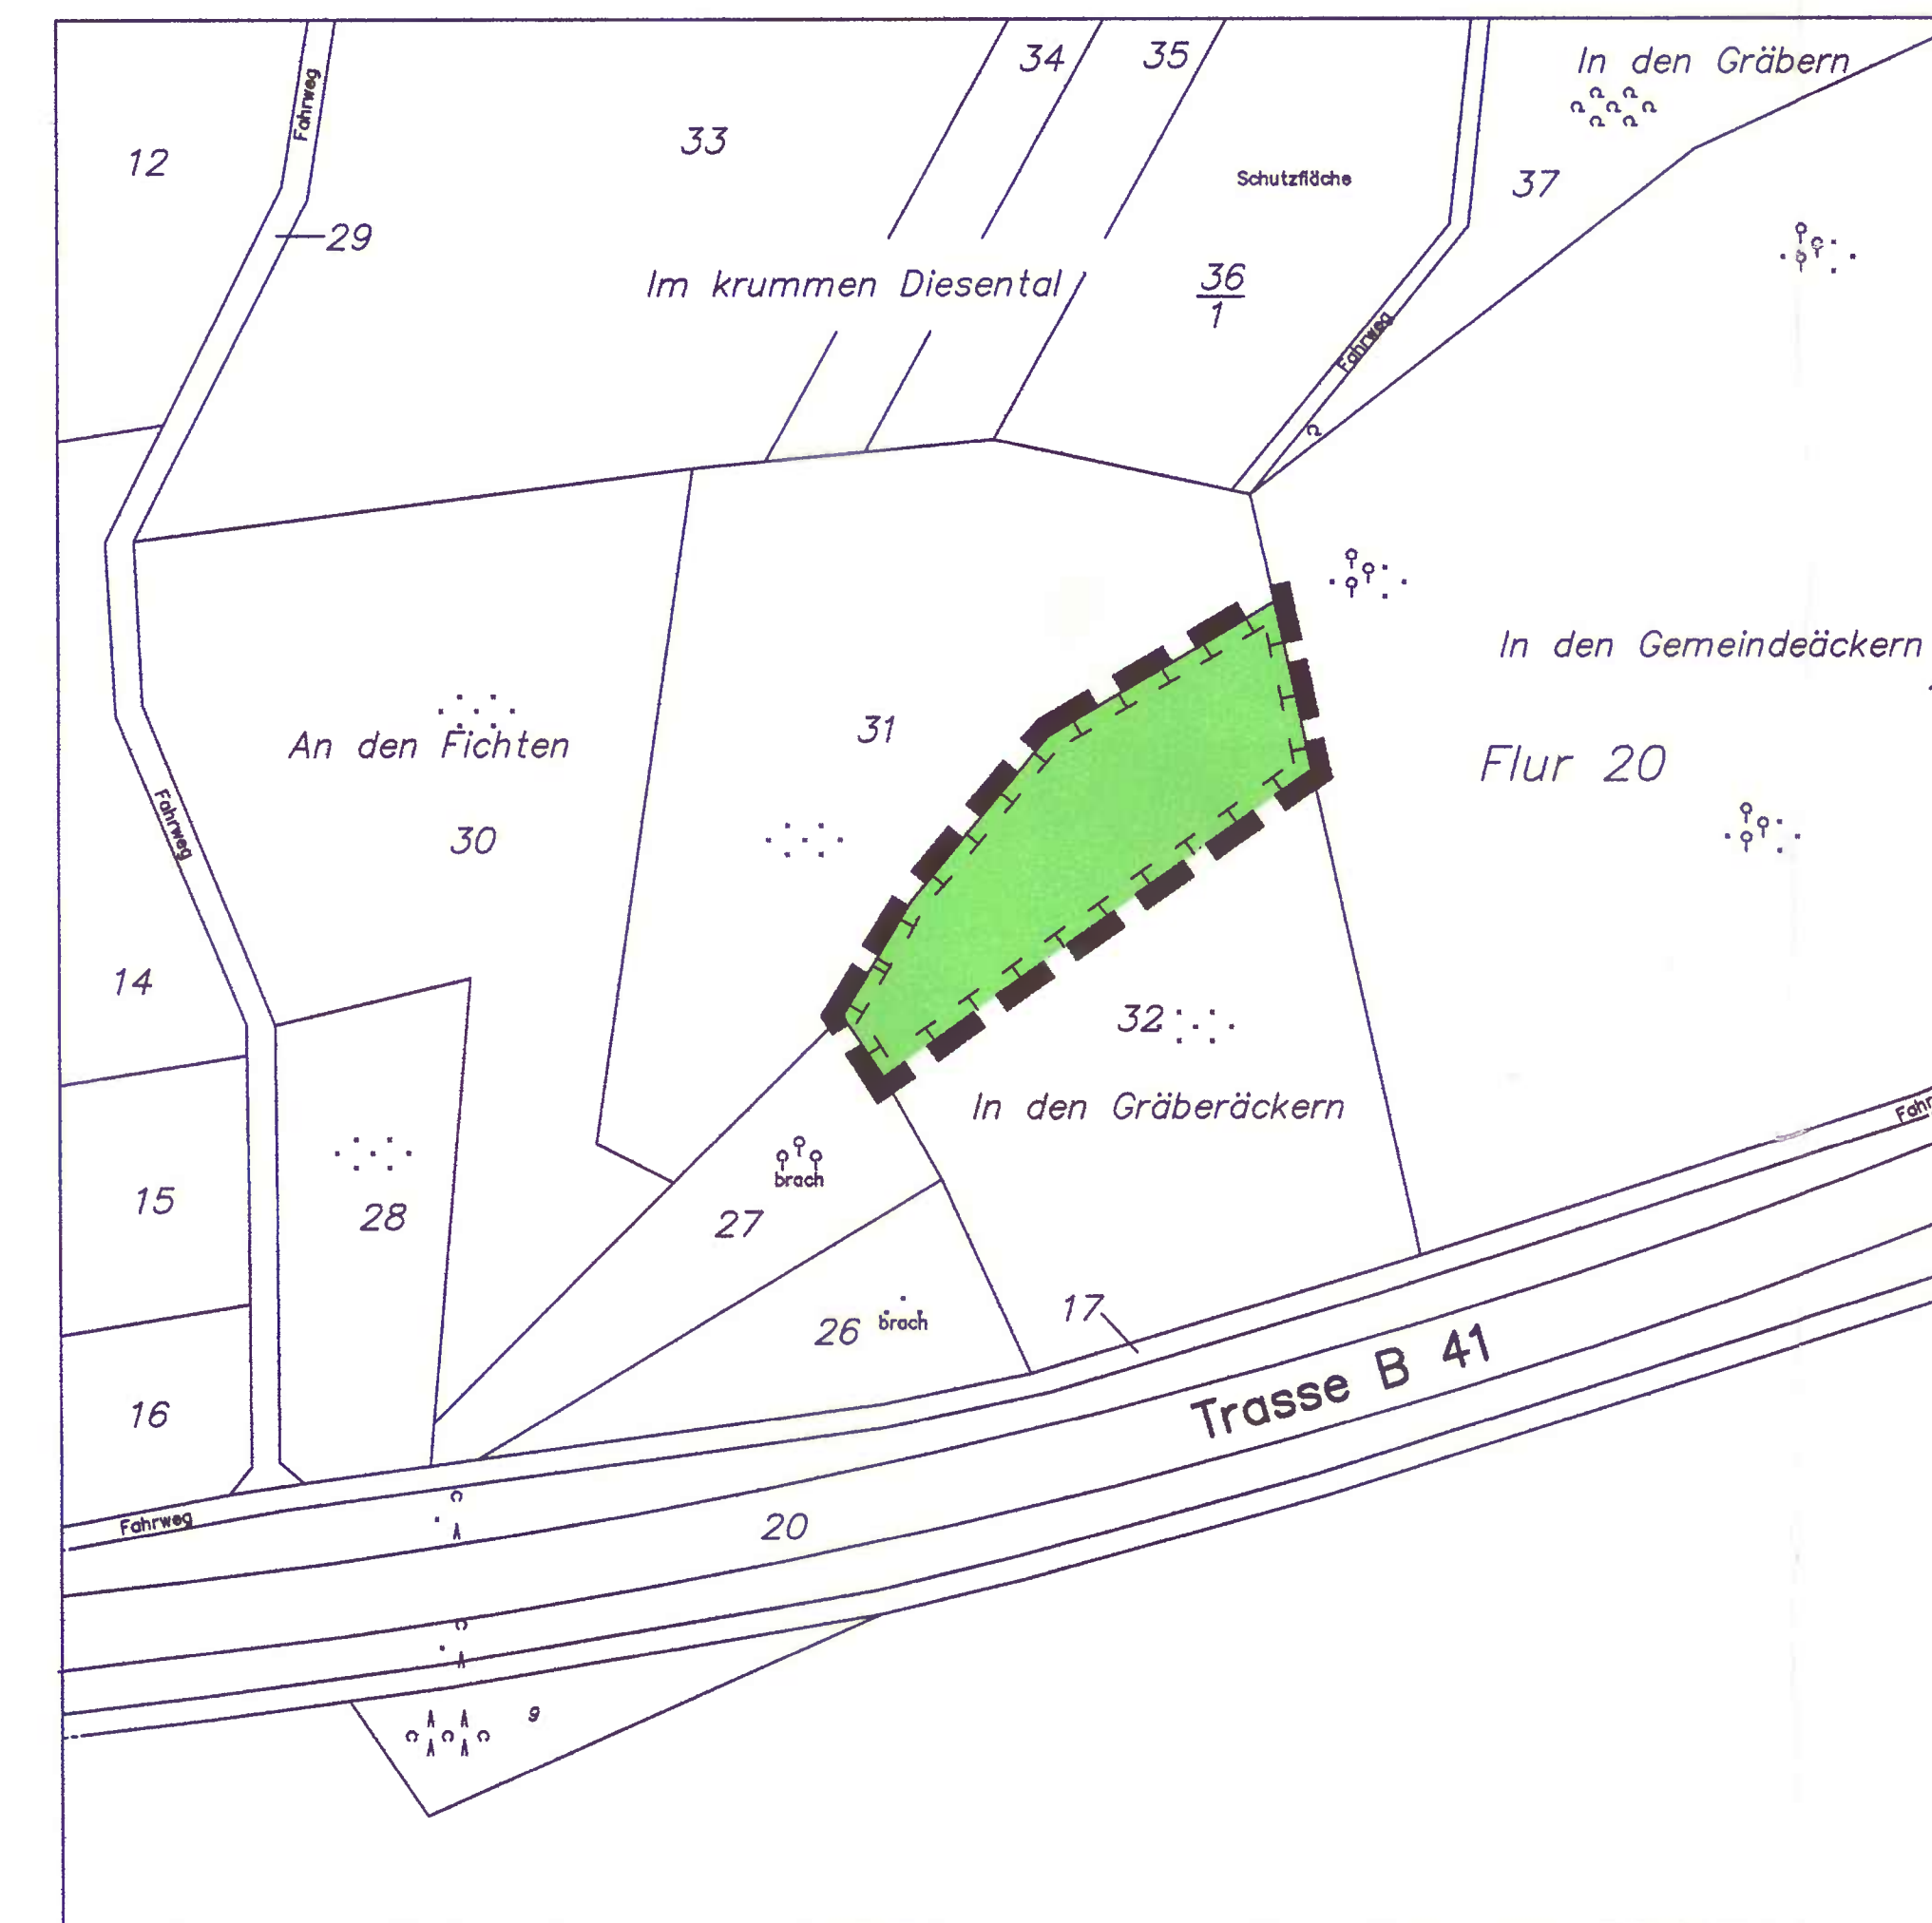 In den Gräbern
34
35
Fahrweg
33
12
Schutzfläche
37
29
Im krummen Diesental
36
1
Fahrweg
In den Gemeindeäckern
31
An den Fichten
Flur 20
Fahrweg
30
14
32
In den Gräberäckern
Fahr
brach
15
28
27
17
26
brach
Trasse B 41
16
Fahrweg
20
9